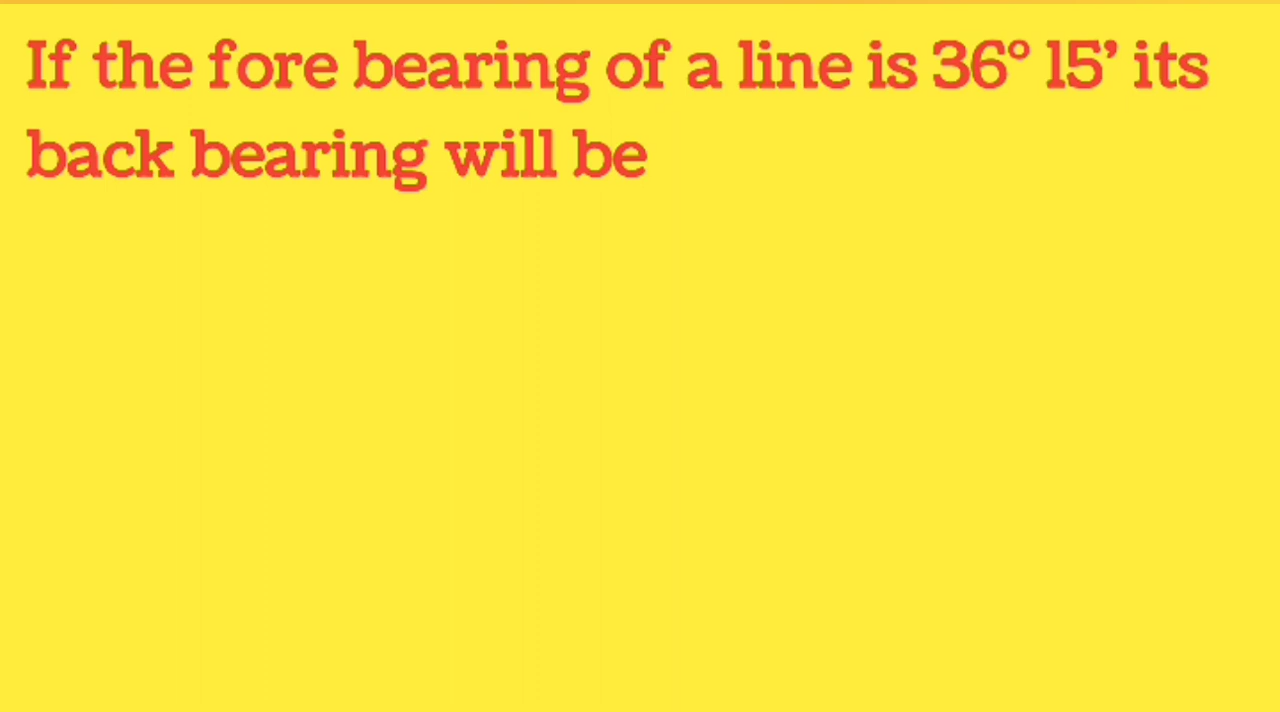 If the fore bearing of a line is 36° 15’ its
back bearing will be